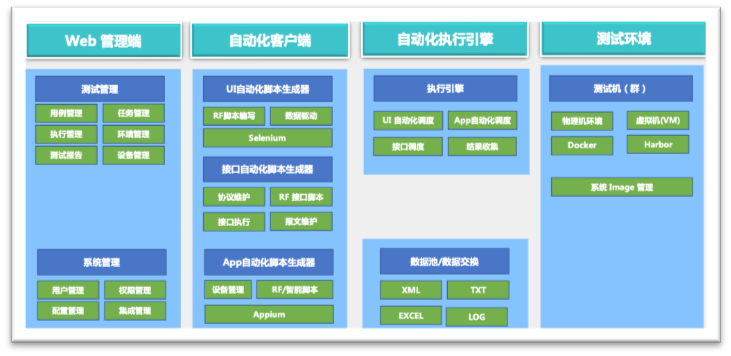 Web 管理端
测试管理
用例管理
任务管理
执行管理
环境管理
测试报告
设备管理
系统管理
用户管理
权限管理
配置管理
集成管理
自动化客户端
UI自动化脚本生成器
RF脚本编写
数据驱动
Selenium
接口自动化脚本生成器
协议维护
RF 接口脚本
接口执行
报文维护
App自动化脚本生成器
设备管理
RF/智能脚本
Appium
自动化执行引擎
执行引擎
UI 自动化调度
App自动化调度
接口调度
结果收集
数据池/数据交换
XML
TXT
EXCEL
LOG
测试环境
测试机（群）
物理机环境
虚拟机(VM)
Docker
Harbor
系统 Image 管理